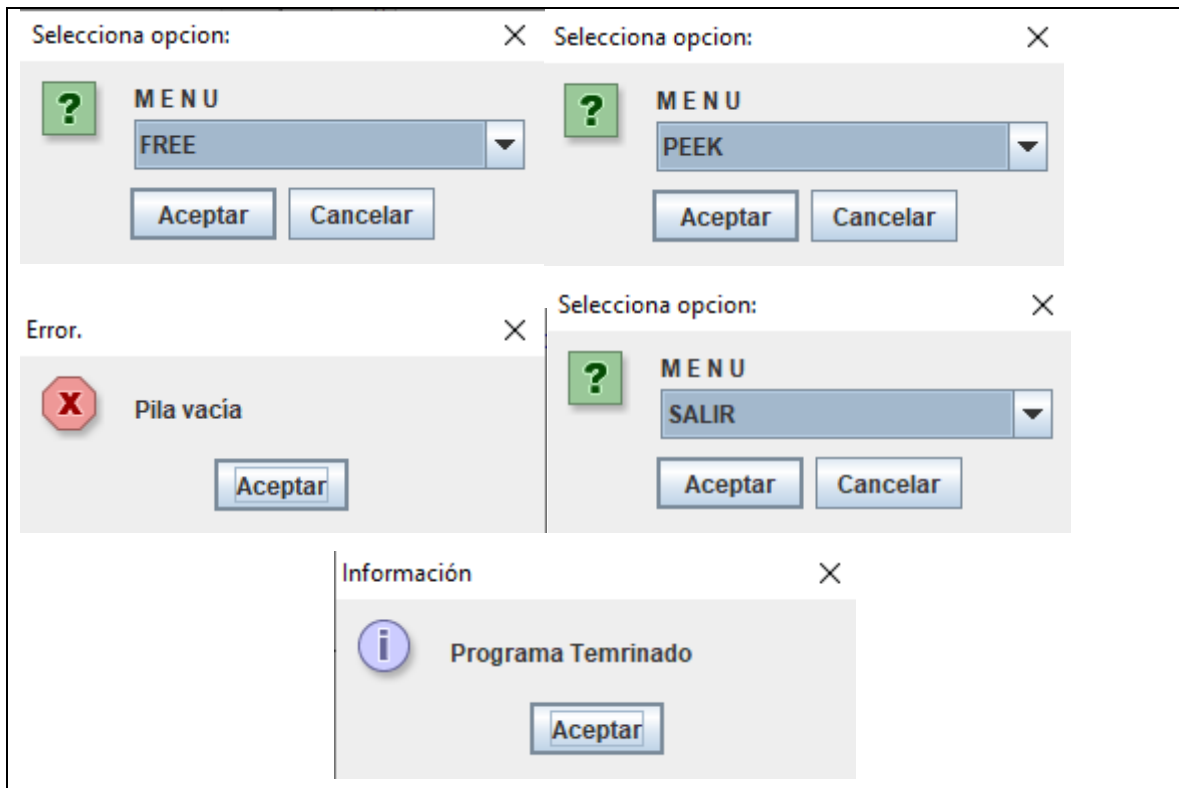 Selecciona opcion:
M E N U
FREE
Aceptar Cancelar
Selecciona opcion:
M E N U
PEEK
Aceptar Cancelar
Error.
Pila vacía
Aceptar
Selecciona opcion:
M E N U
SALIR
Aceptar Cancelar
Información
Programa Temrinado
Aceptar